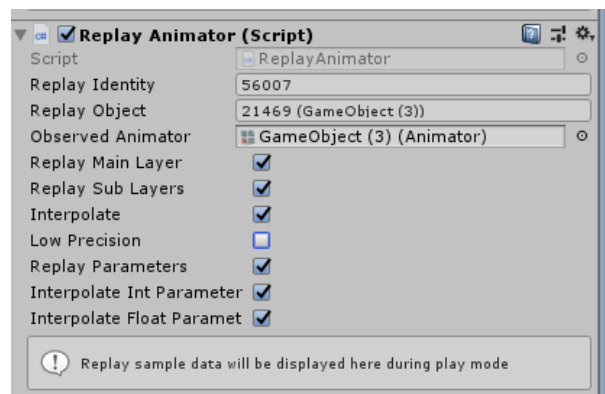 Replay Animator (Script)
Script ReplayAnimator
Replay Identity 56007
Replay Object 21469 (GameObject (3))
Observed Animator GameObject (3) (Animator)
Replay Main Layer
Replay Sub Layers
Interpolate
Low Precision
Replay Parameters
Interpolate Int Parameter
Interpolate Float Paramet
Replay sample data will be displayed here during play mode